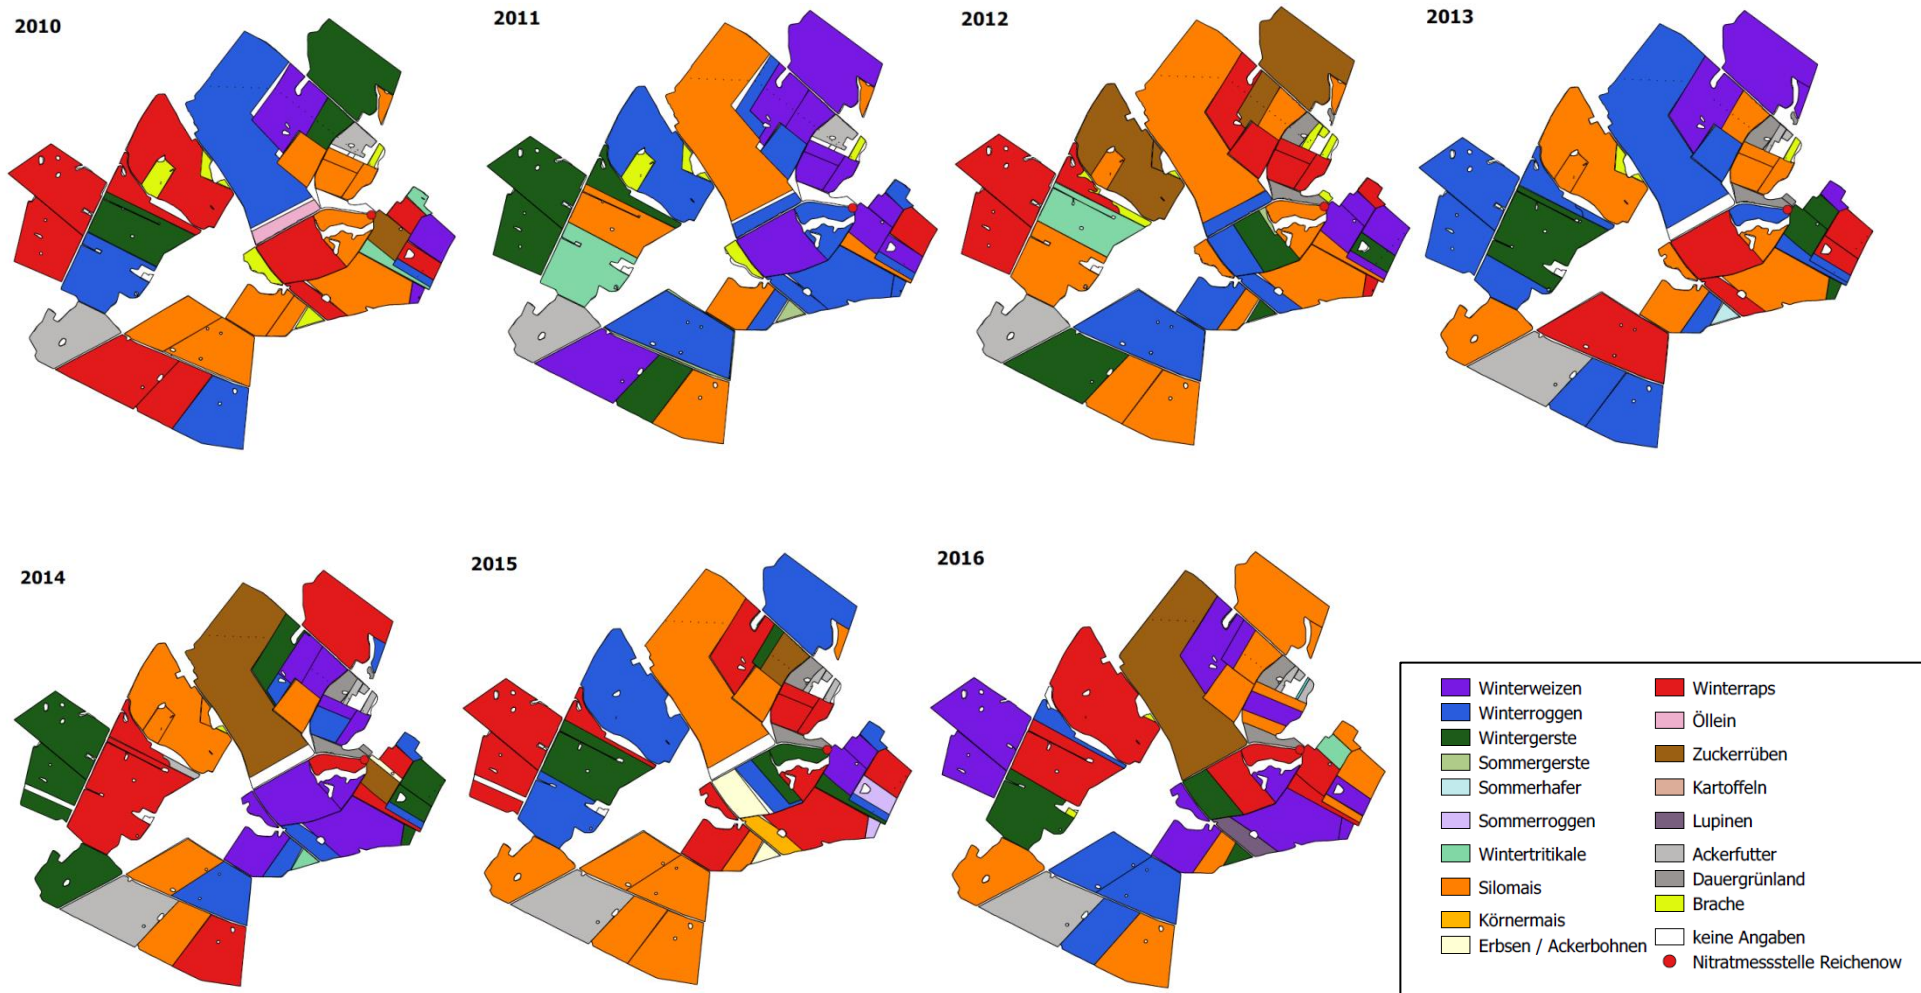 2010
2011
2012
2013
2014
2015
2016
Winterweizen
Winterroggen
Wintergerste
Sommergerste
Sommerhafer
Sommerroggen
Wintertritikale
Silomais
Körnermais
Erbsen / Ackerbohnen
Winterraps
Öllein
Zuckerrüben
Kartoffeln
Lupinen
Ackerfutter
Dauergrünland
Brache
keine Angaben
Nitratmessstelle Reichenow